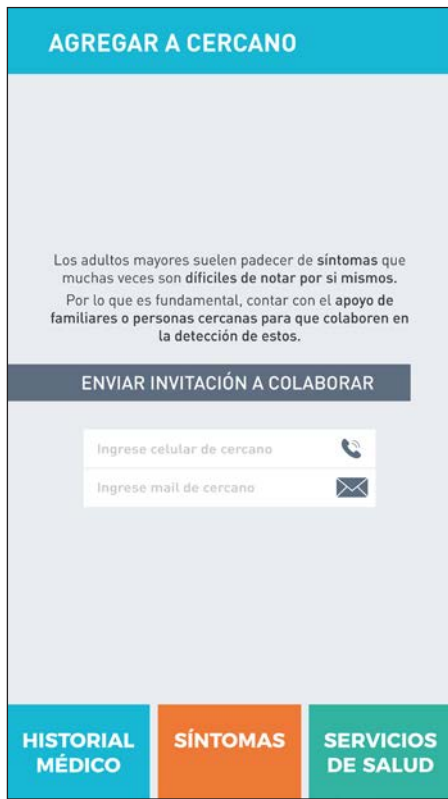 AGREGAR A CERCANO
Los adultos mayores suelen padecer de síntomas que
muchas veces son díficiles de notar por si mismos.
Por lo que es fundamental, contar con el apoyo de
familiares o personas cercanas para que colaboren en
la detección de estos.
ENVIAR INVITACIÓN A COLABORAR
Ingrese celular de cercano
Ingrese mail de cercano
HISTORIAL
MÉDICO
SÍNTOMAS
SERVICIOS
DE SALUD